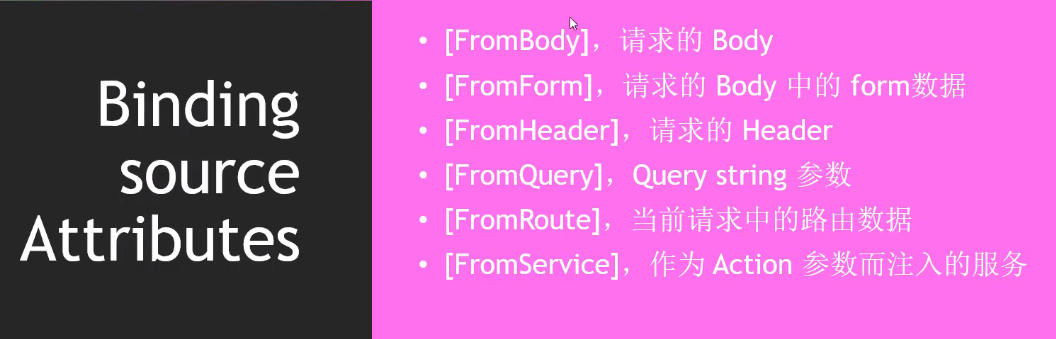 Binding
source
Attributes
• [FromBody]，请求的 Body
• [FromForm]，请求的 Body 中的 form数据
• [FromHeader]，请求的 Header
• [FromQuery]，Query string 参数
• [FromRoute]，当前请求中的路由数据
• [FromService]，作为 Action 参数而注入的服务